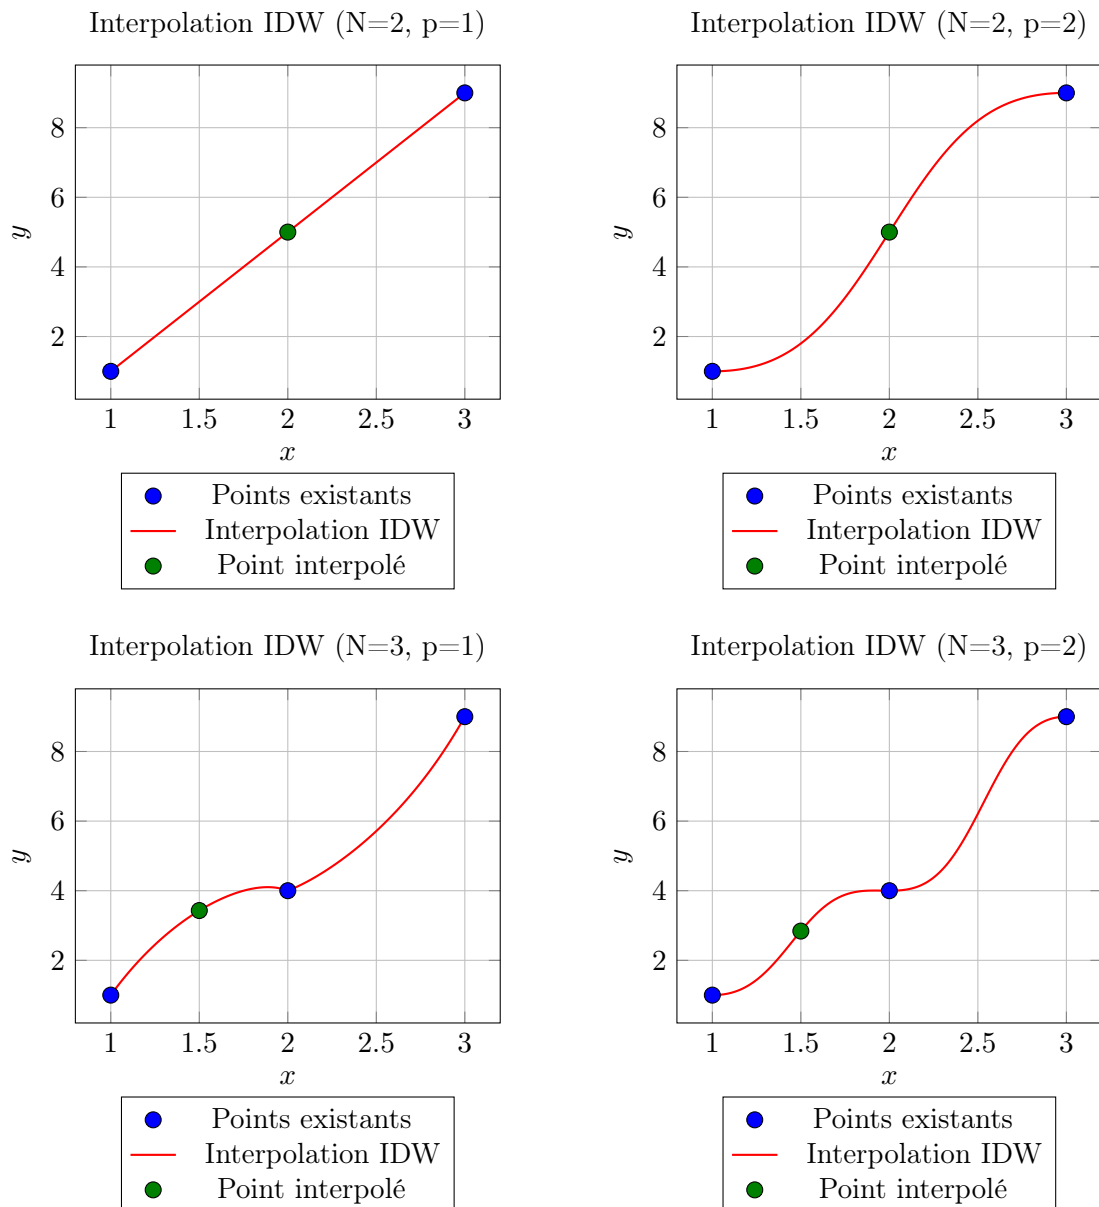 Interpolation IDW (N=2, p=1)
8
6
4
2
y
1 1.5 2 2.5 3
x
Points existants
Interpolation IDW
Point interpolé
Interpolation IDW (N=2, p=2)
8
6
4
2
y
1 1.5 2 2.5 3
x
Points existants
Interpolation IDW
Point interpolé
Interpolation IDW (N=3, p=1)
8
6
4
2
y
1 1.5 2 2.5 3
x
Points existants
Interpolation IDW
Point interpolé
Interpolation IDW (N=3, p=2)
8
6
4
2
y
1 1.5 2 2.5 3
x
Points existants
Interpolation IDW
Point interpolé